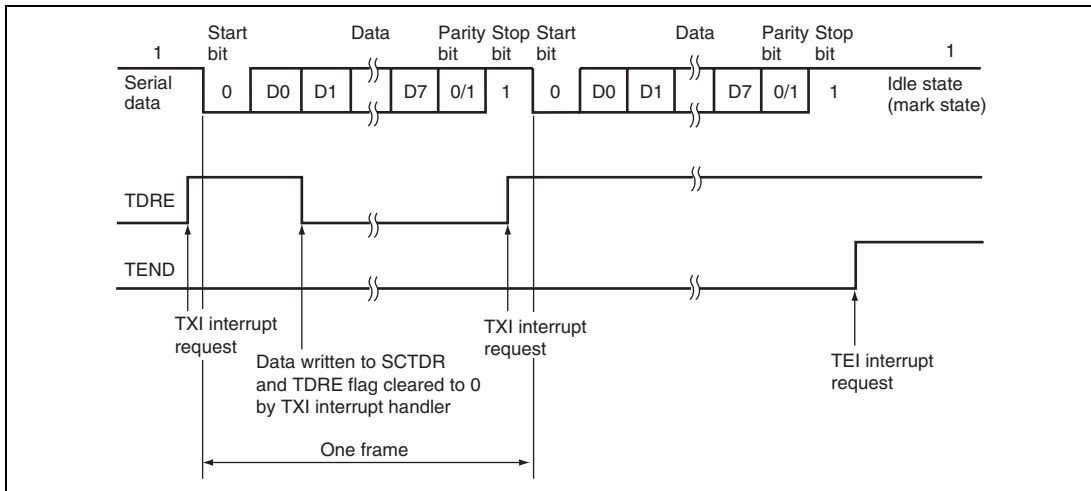 Start bit
Data
Parity bit
Stop bit
Start bit
Data
Parity bit
Stop bit
1
1
Serial data
0
D0
D1
D7
0/1
1
0
D0
D1
D7
0/1
1
Idle state
(mark state)
TDRE
TEND
TXI interrupt
request
Data written to SCTDR
and TDRE flag cleared to 0
by TXI interrupt handler
TXI interrupt
request
TEI interrupt
request
One frame